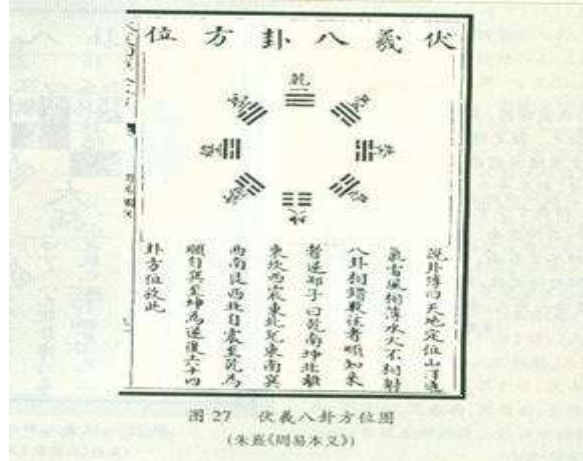 伏羲八卦方位
乾
坤
說卦傳曰天地定位山澤通
氣雷風相薄水火不相射
八卦相錯數往者順知來
者逆邵子曰乾南坤北離
東坎西震東北兌東南巽
西南艮西北自震至乾為
順自巽至坤為逆後六十四
卦方位放此
图 27 伏羲八卦方位图
(朱熹《周易本义》)